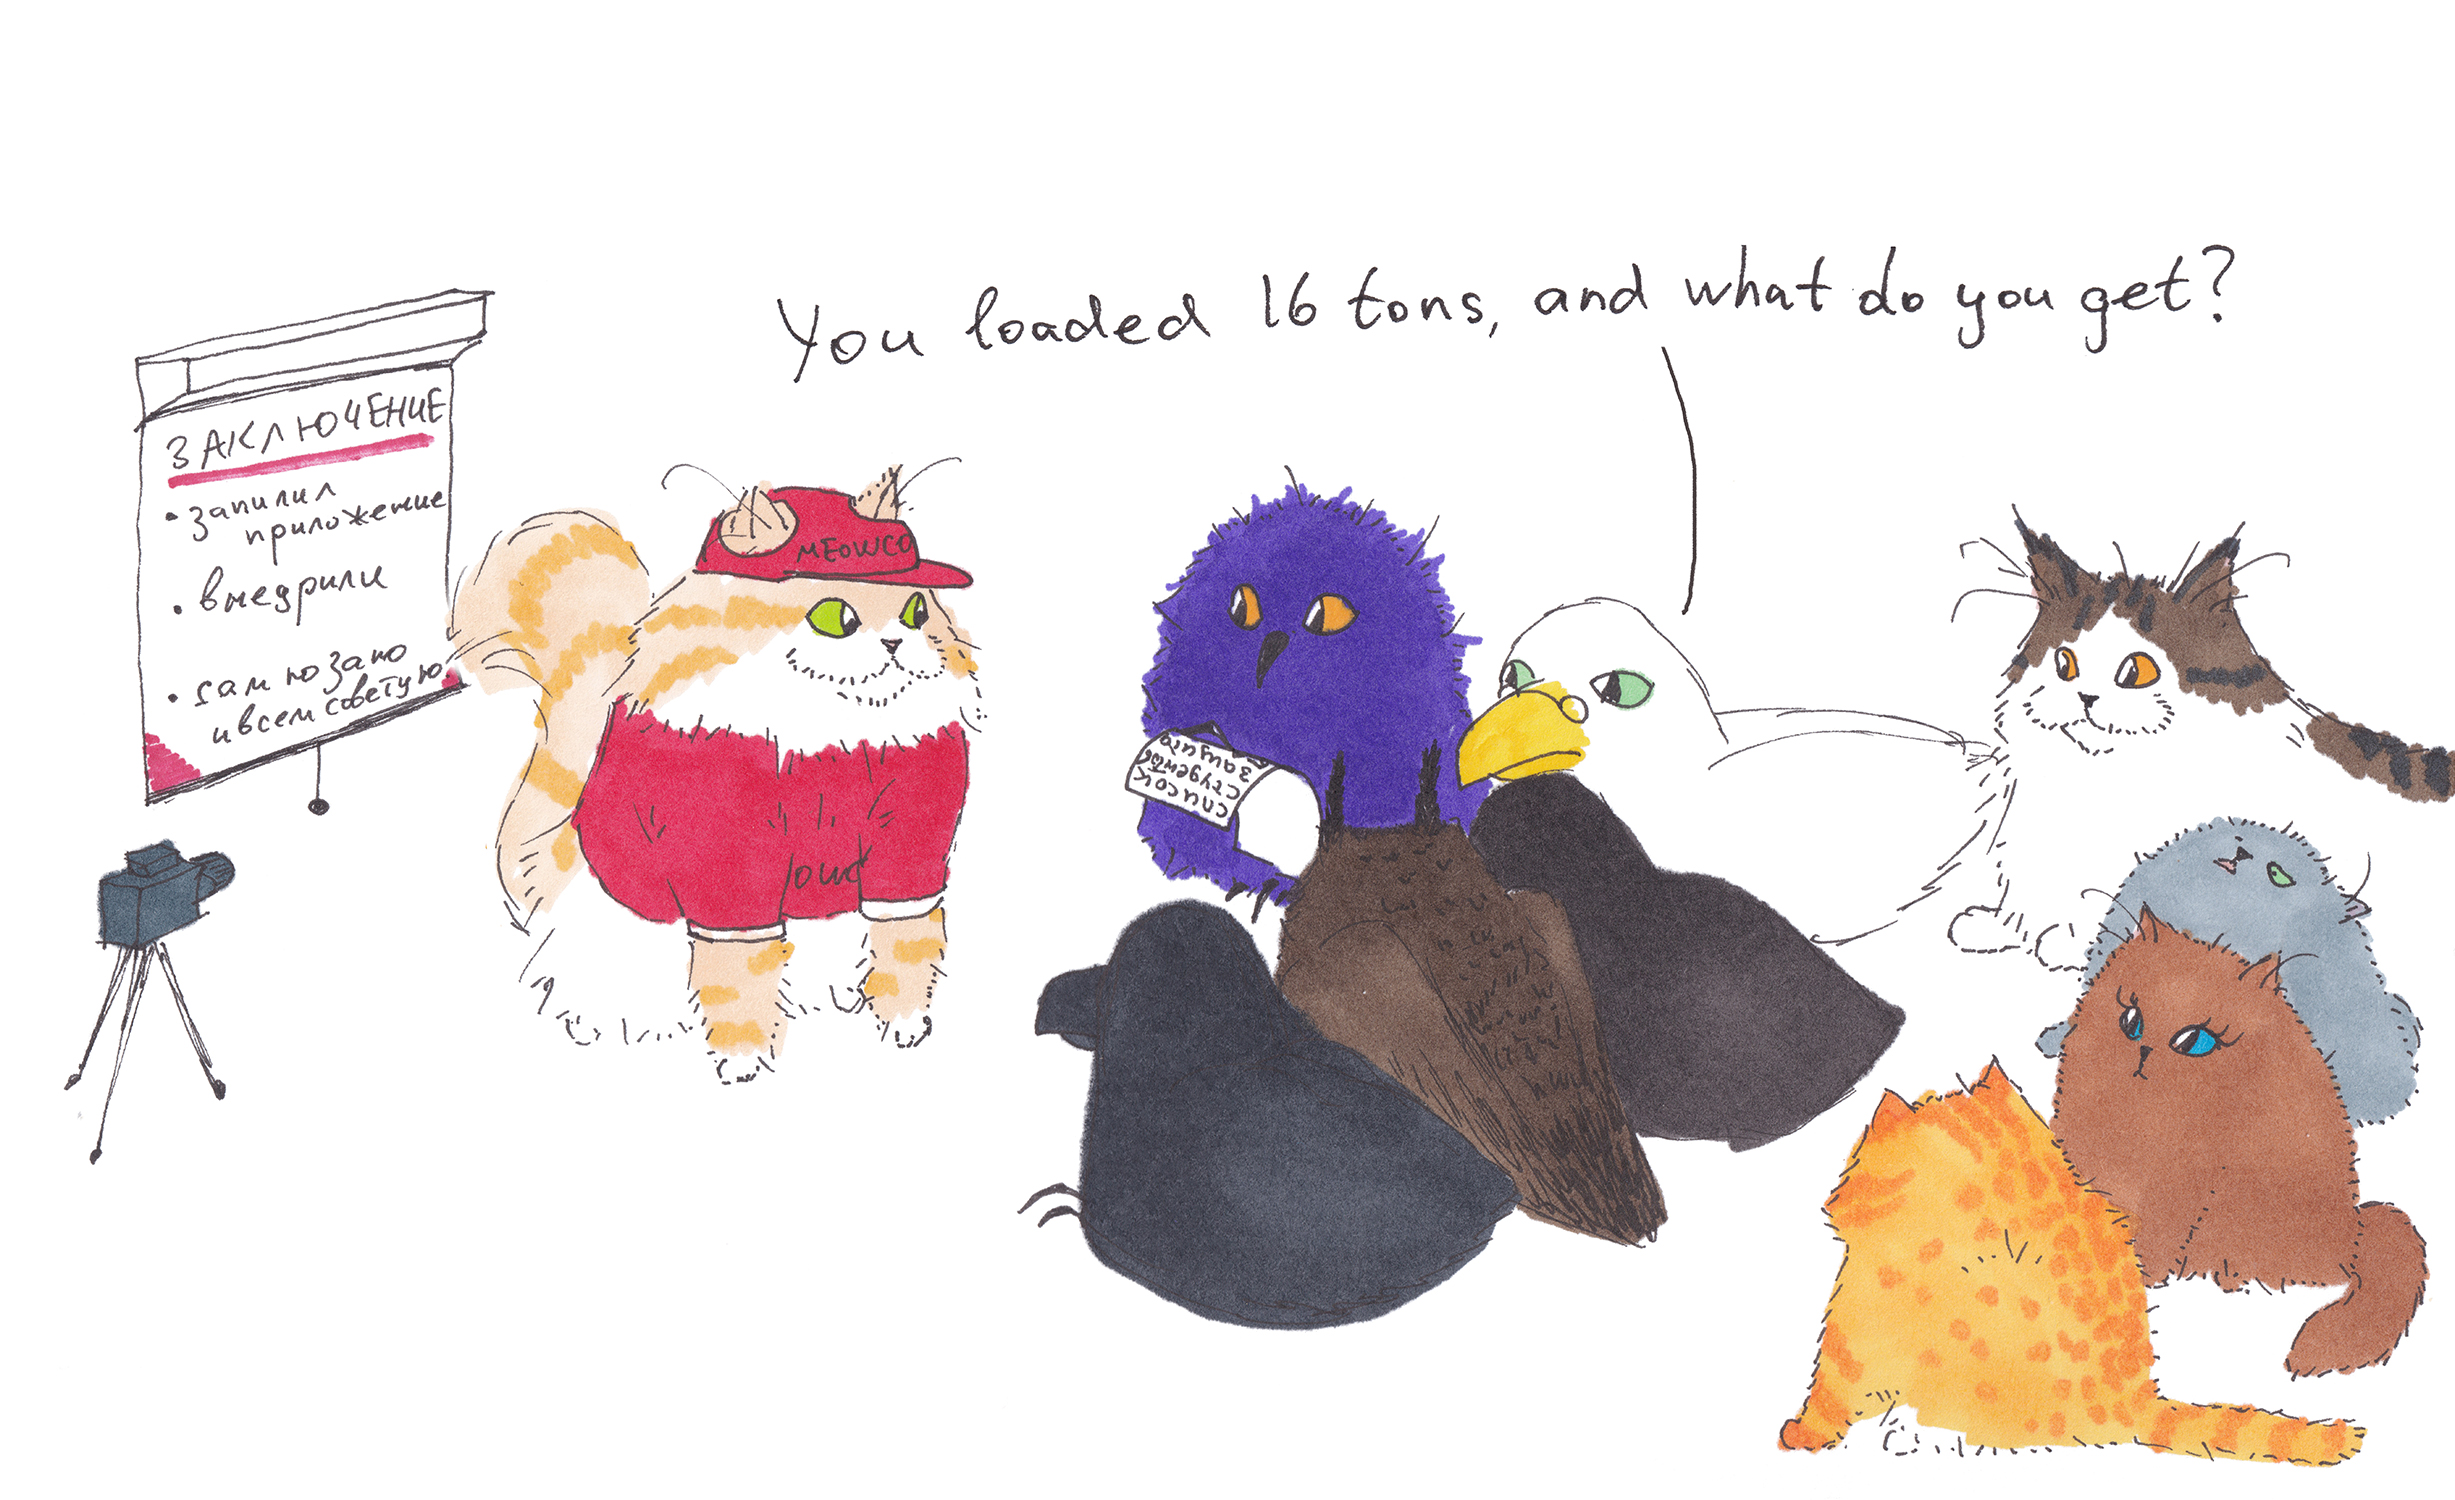 You loaded 16 tons, and what do you get?
ЗАКЛЮЧЕНИЕ
• запилил
приложение
• внедрили
• сам юзаю
и всем советую
MEOWCO
список
студентов
защита